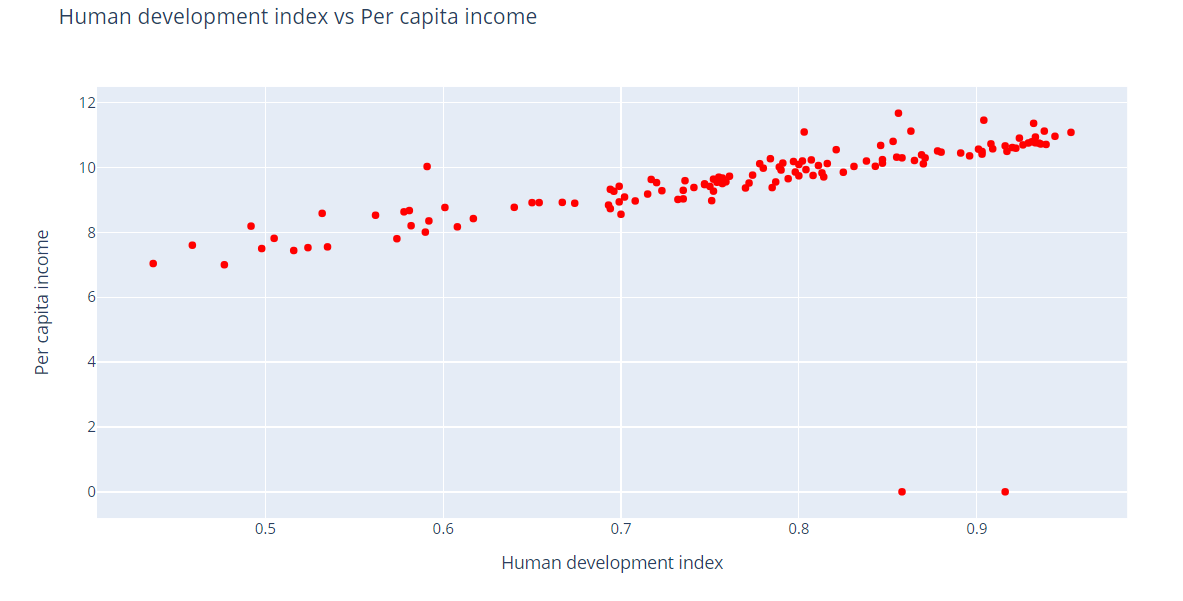 Human development index vs Per capita income
Per capita income
12
10
8
6
4
2
0
0.5 0.6 0.7 0.8 0.9
Human development index